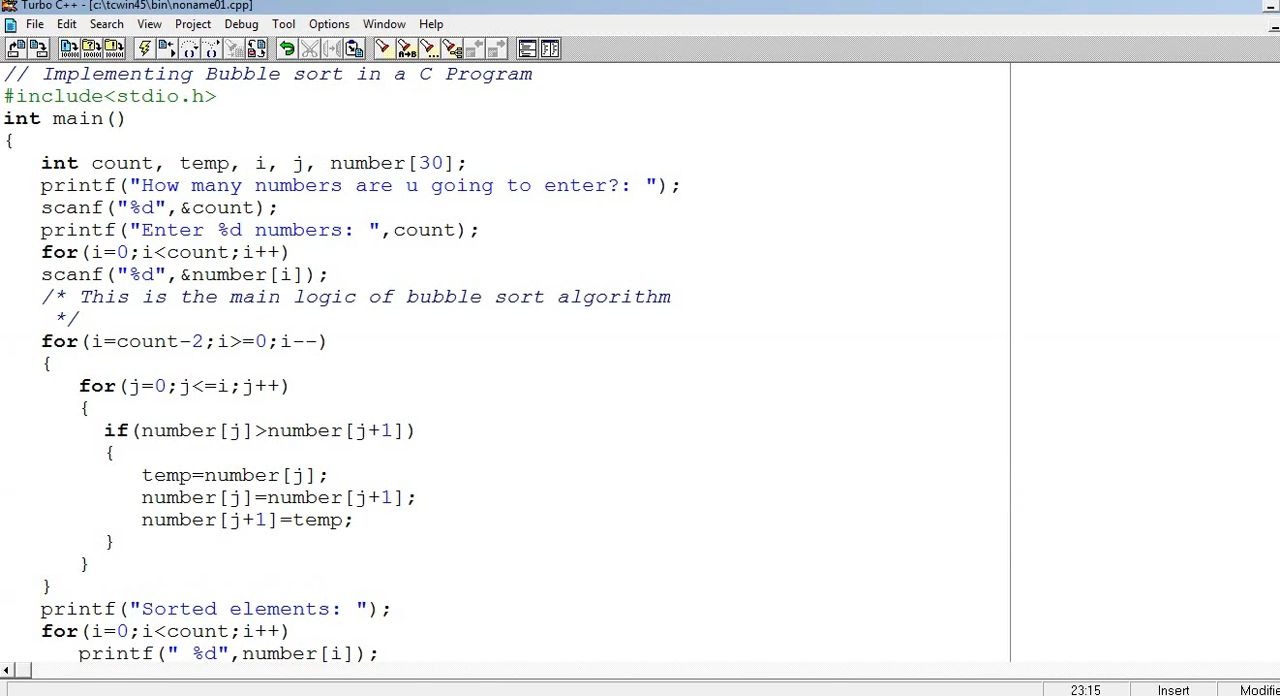 Turbo C++ - [c:\tcwin45\bin\noname01.cpp]
File Edit Search View Project Debug Tool Options Window Help
// Implementing Bubble sort in a C Program
#include<stdio.h>
int main()
{
int count, temp, i, j, number[30];
printf("How many numbers are u going to enter?: ");
scanf("%d",&count);
printf("Enter %d numbers: ",count);
for(i=0;i<count;i++)
scanf("%d",&number[i]);
/* This is the main logic of bubble sort algorithm
*/
for(i=count-2;i>=0;i--)
{
for(j=0;j<=i;j++)
{
if(number[j]>number[j+1])
{
temp=number[j];
number[j]=number[j+1];
number[j+1]=temp;
}
}
}
printf("Sorted elements: ");
for(i=0;i<count;i++)
printf(" %d",number[i]);
23:15 Insert Modifie